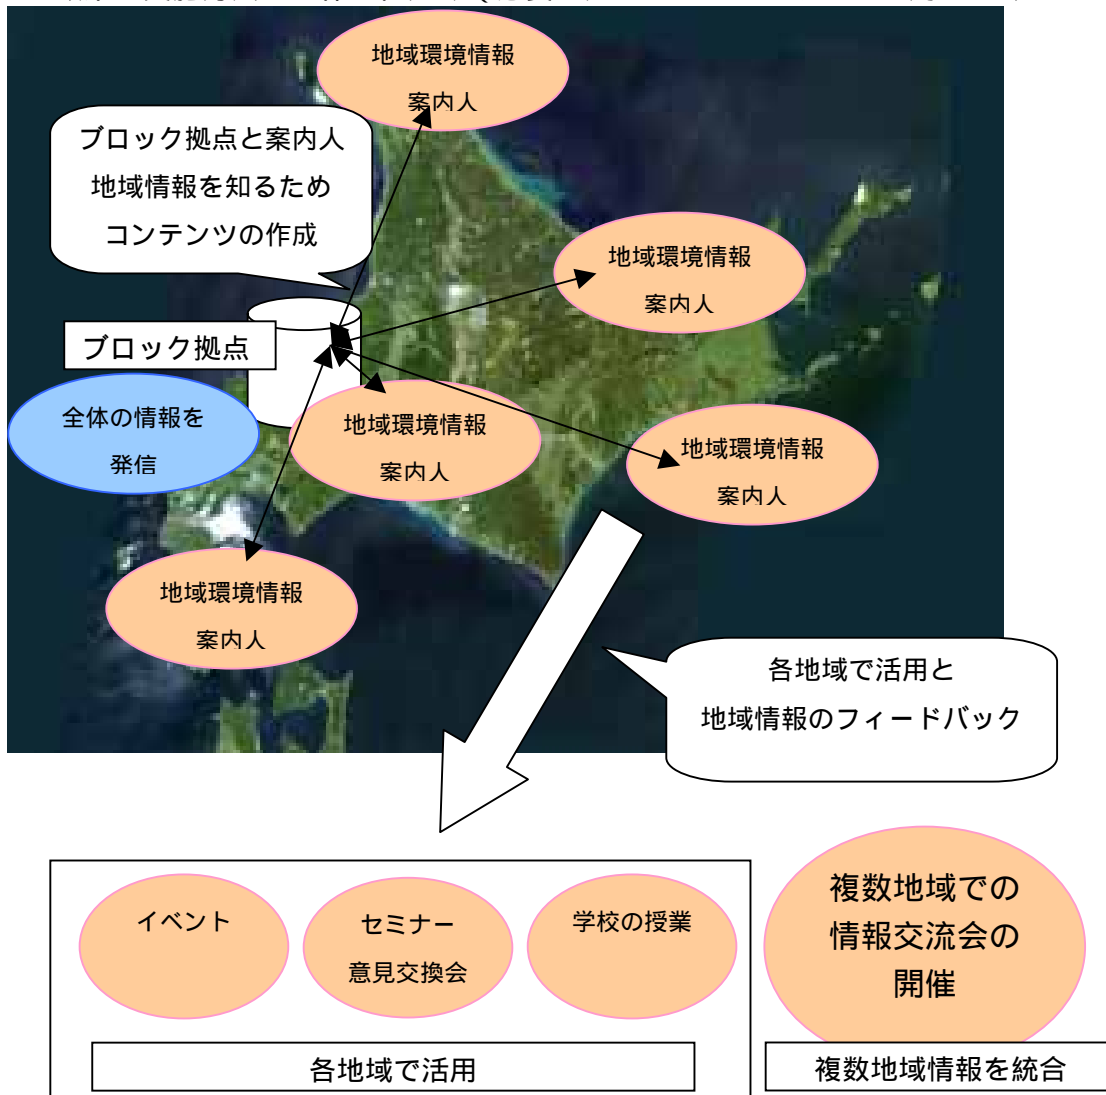 地域環境情報
案内人
ブロック拠点と案内人
地域情報を知るため
コンテンツの作成
地域環境情報
案内人
ブロック拠点
全体の情報を
発信
地域環境情報
案内人
地域環境情報
案内人
地域環境情報
案内人
各地域で活用と
地域情報のフィードバック
イベント
セミナー
意見交換会
学校の授業
各地域で活用
複数地域での
情報交流会の
開催
複数地域情報を統合